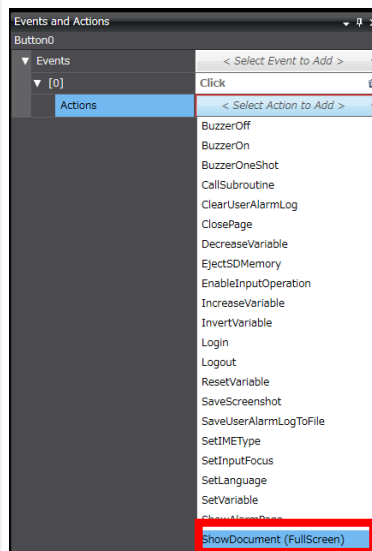 Events and Actions
Button0
Events < Select Event to Add >
[0] Click
Actions < Select Action to Add >
BuzzerOff
BuzzerOn
BuzzerOneShot
CallSubroutine
ClearUserAlarmLog
ClosePage
DecreaseVariable
EjectSDMemory
EnableInputOperation
IncreaseVariable
InvertVariable
Login
Logout
ResetVariable
SaveScreenshot
SaveUserAlarmLogToFile
SetIMEType
SetInputFocus
SetLanguage
SetVariable
ShowAlarmPage
ShowDocument (FullScreen)